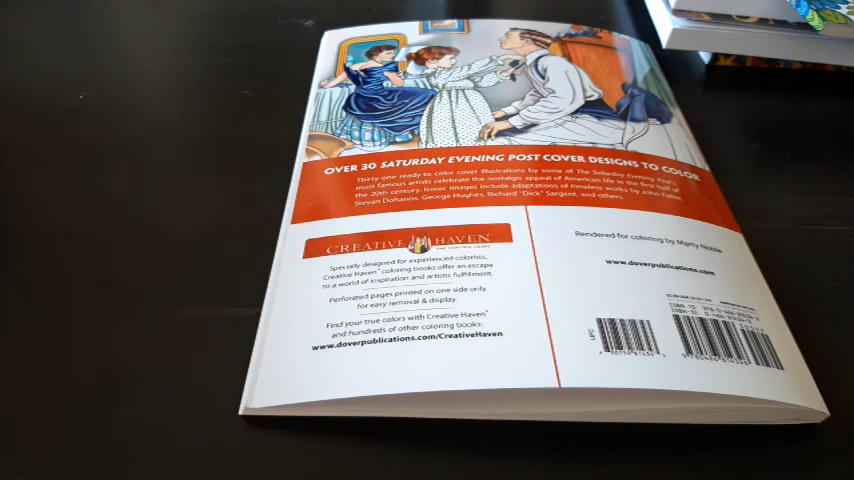 OVER 30 SATURDAY EVENING POST COVER DESIGNS TO COLOR
Thirty-one ready-to-color cover illustrations by some of The Saturday Evening Post's
most famous artists celebrate the nostalgic appeal of American life in the first half of
the 20th century. Iconic images include adaptations of timeless works by John Falter,
Stevan Dohanos, George Hughes, Richard "Dick" Sargent, and others.
CREATIVE HAVEN
Specially designed for experienced colorists,
Creative Haven™ coloring books offer an escape
to a world of inspiration and artistic fulfillment.
Perforated pages printed on one side only
for easy removal & display.
Find your true colors with Creative Haven™
and hundreds of other coloring books:
www.doverpublications.com/CreativeHaven
Rendered for coloring by Marty Noble
www.doverpublications.com
UPC